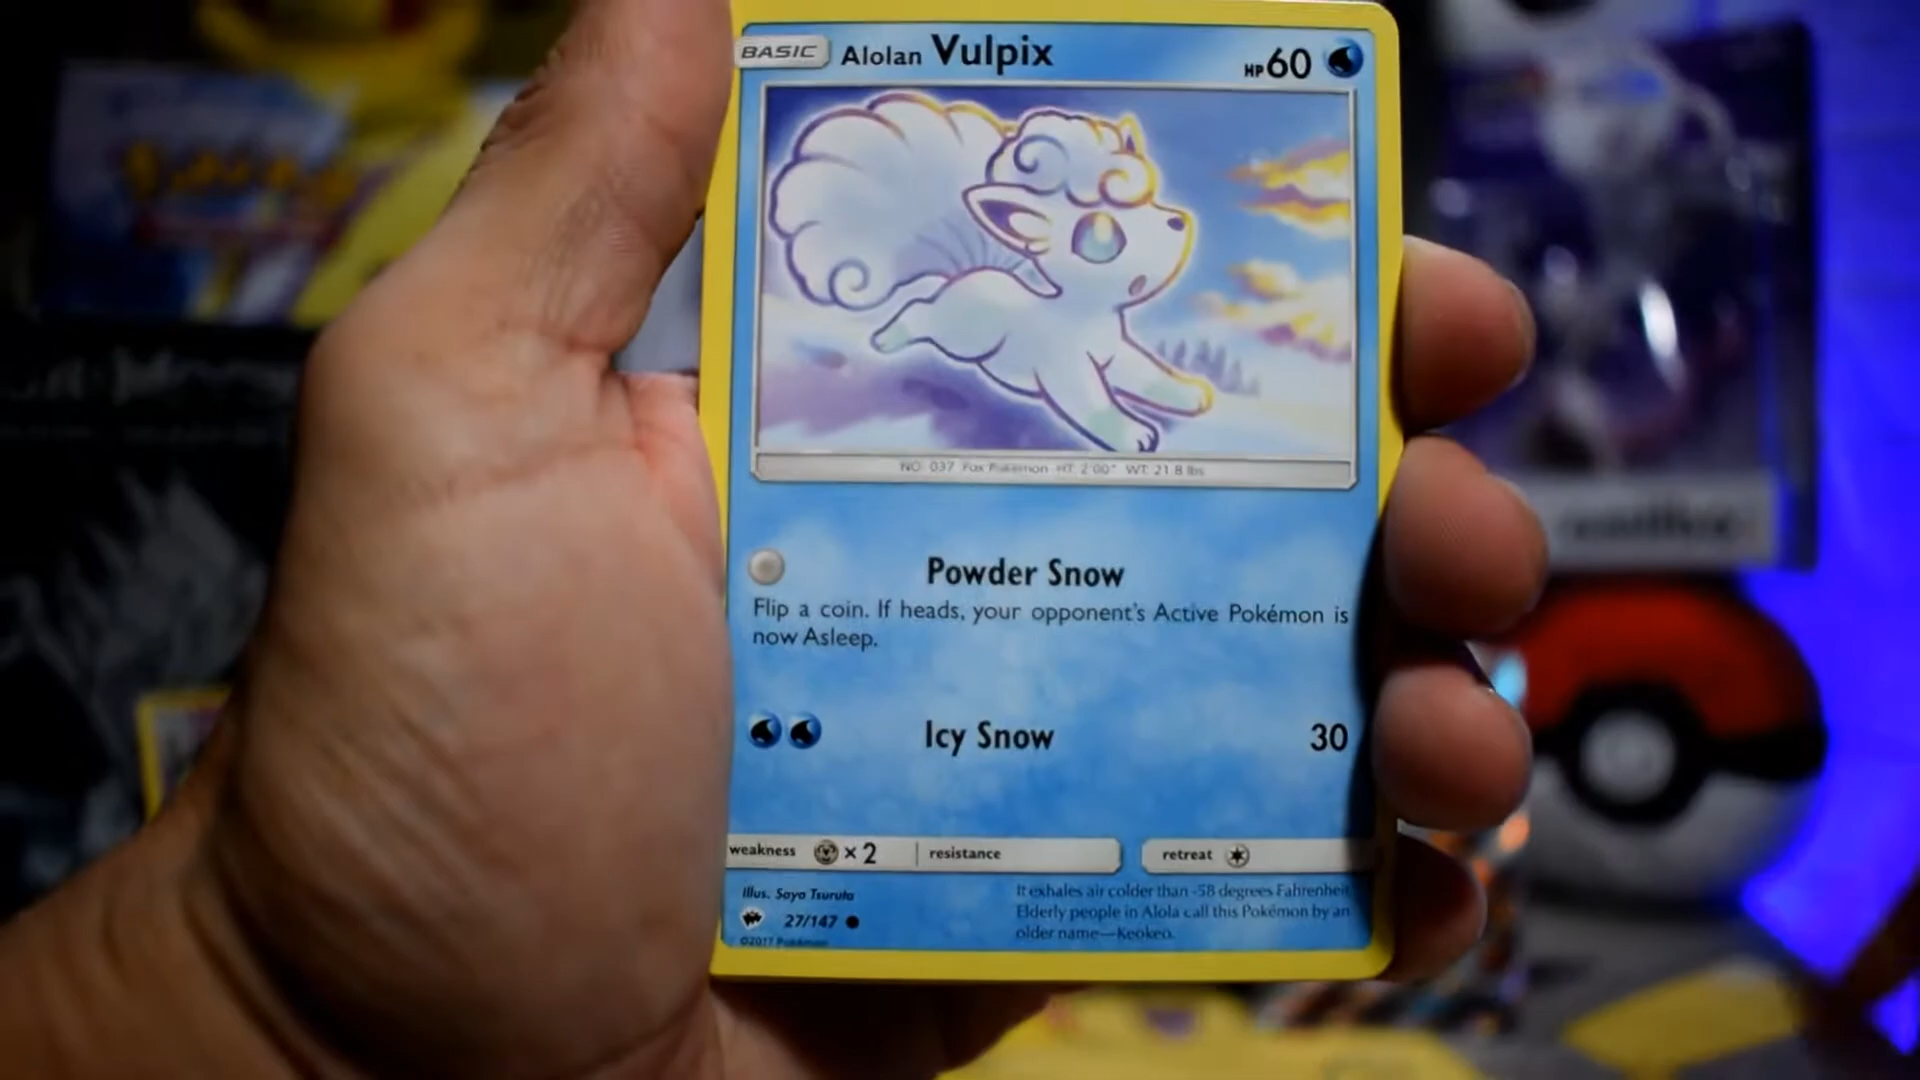 BASIC Alolan Vulpix HP 60
NO. 037 Fox Pokémon HT: 2'00" WT: 21.8 lbs
Powder Snow
Flip a coin. If heads, your opponent's Active Pokémon is
now Asleep.
Icy Snow 30
weakness ×2 resistance retreat
Illus. Saya Tsuruta
27/147
©2017 Pokémon
It exhales air colder than -58 degrees Fahrenheit.
Elderly people in Alola call this Pokémon by an
older name—Keokeo.